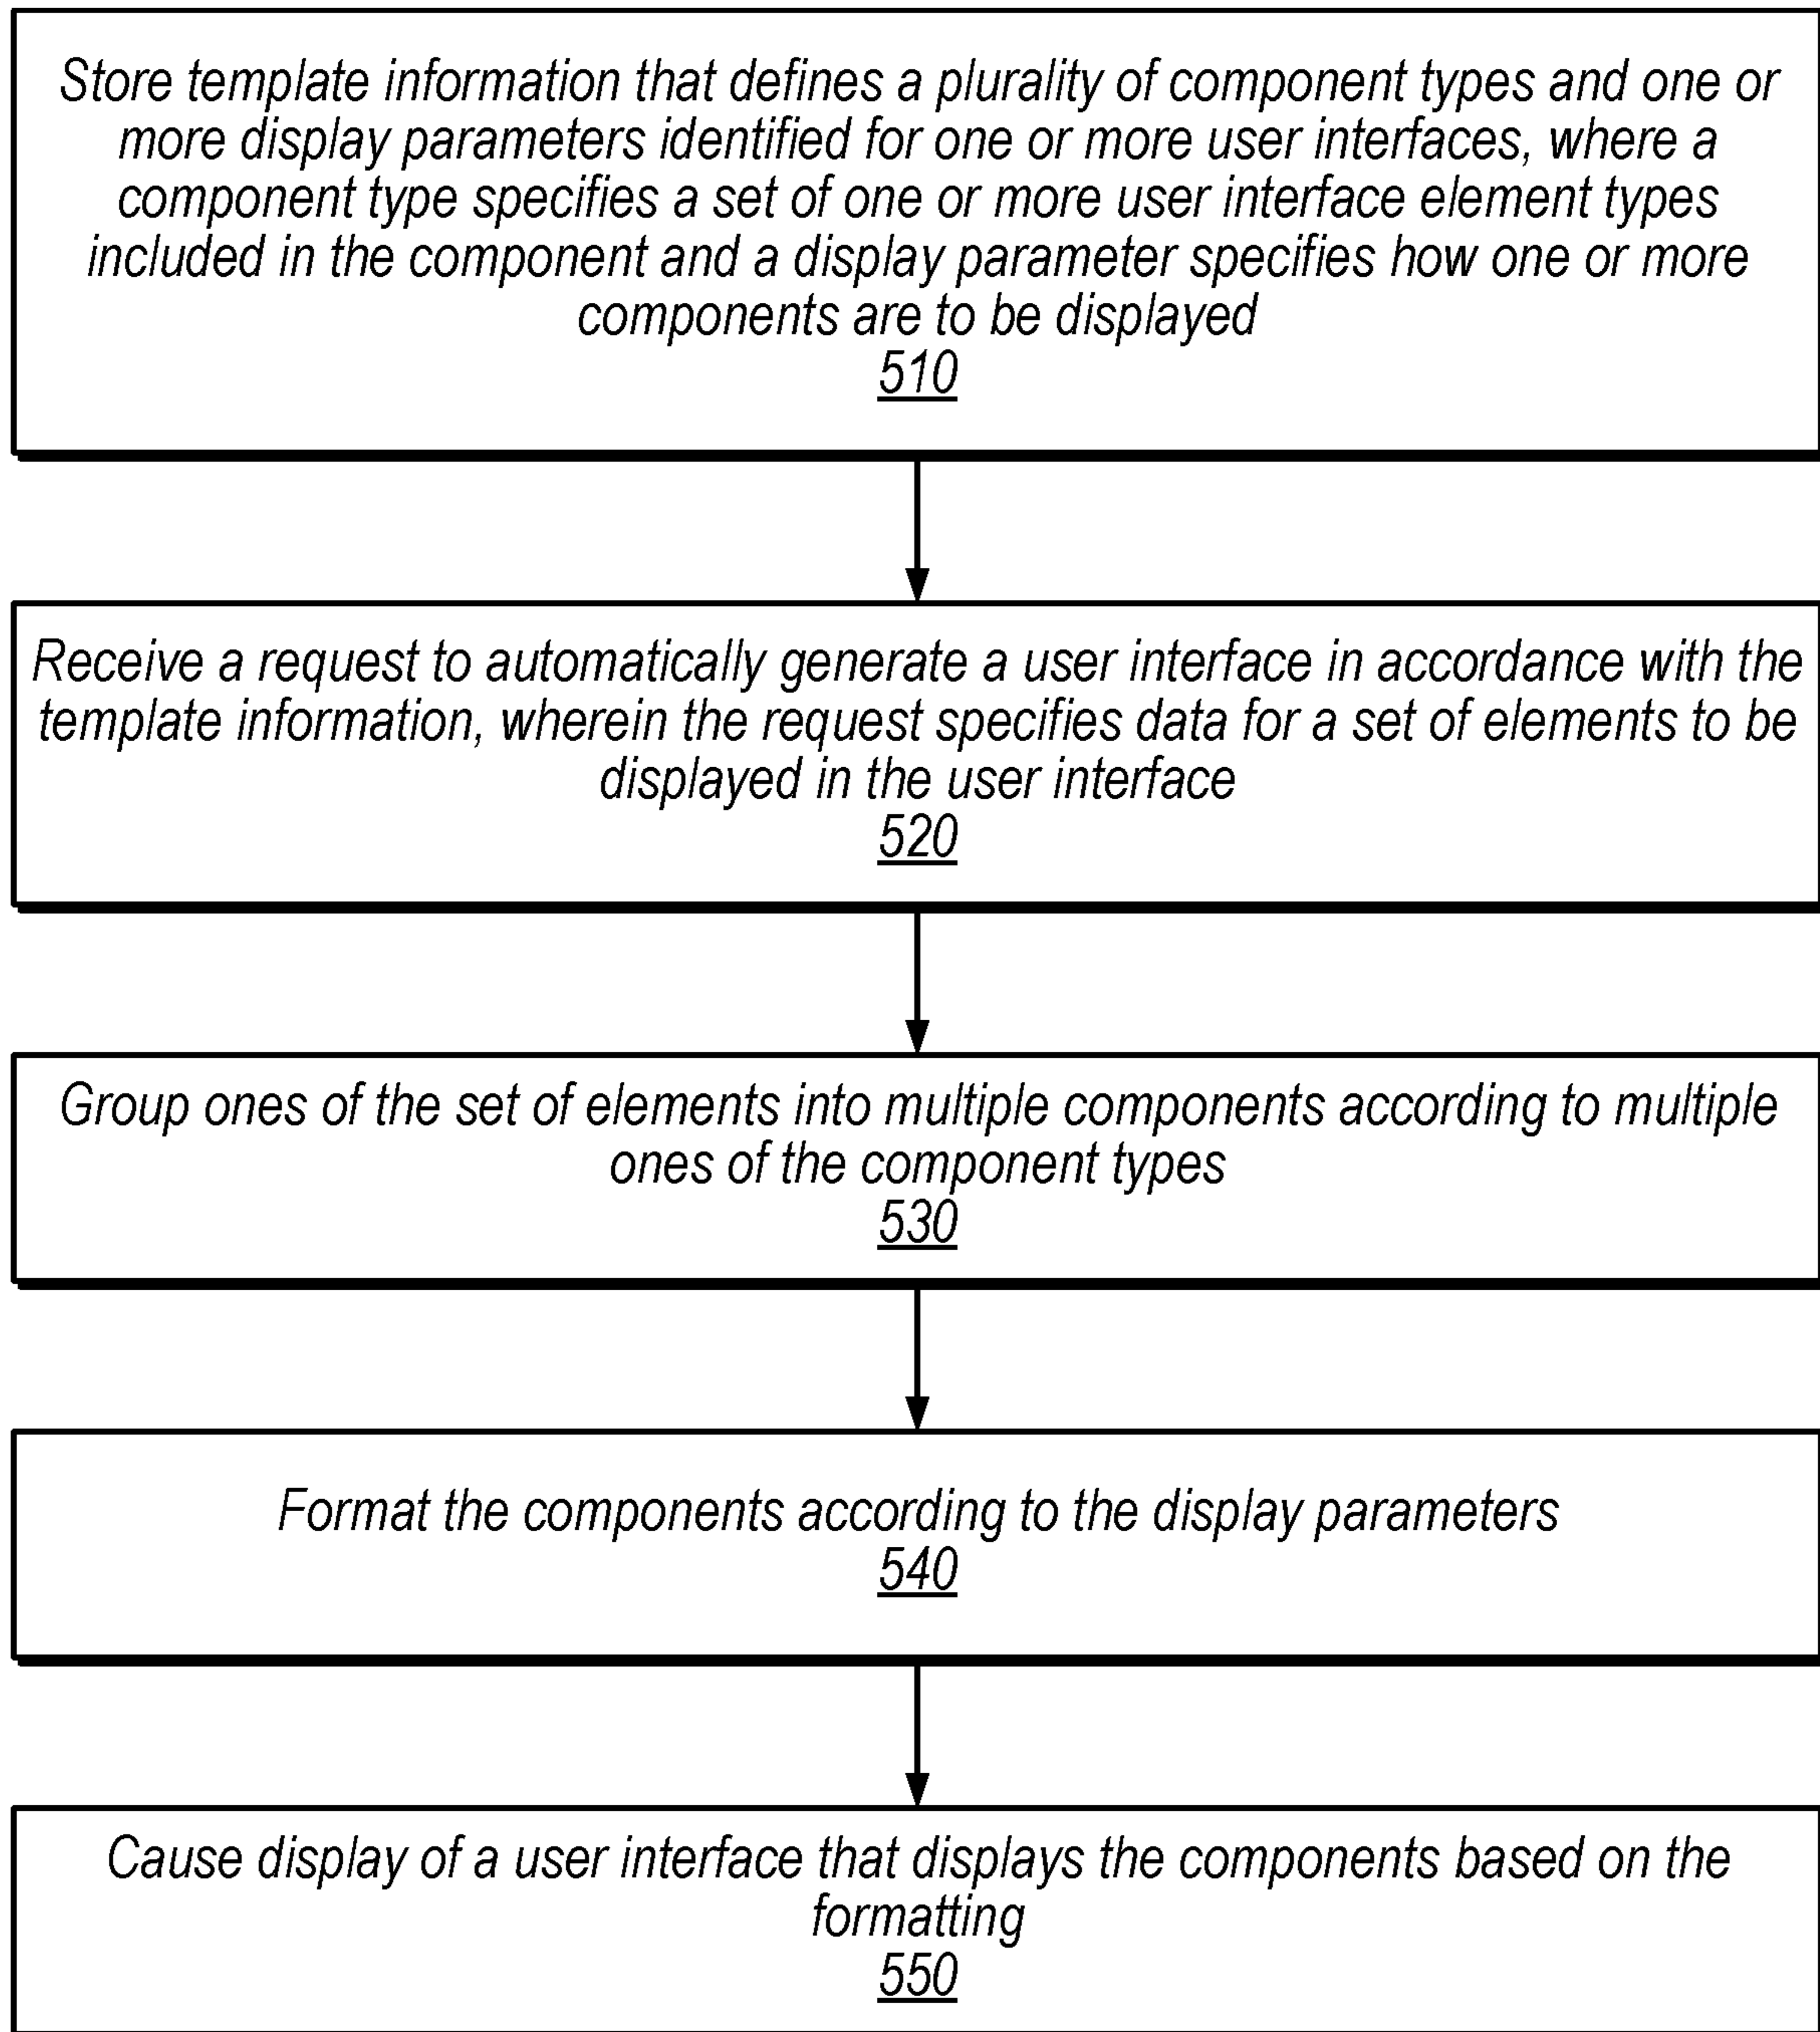 Store template information that defines a plurality of component types and one or
more display parameters identified for one or more user interfaces, where a
component type specifies a set of one or more user interface element types
included in the component and a display parameter specifies how one or more
components are to be displayed
510
Receive a request to automatically generate a user interface in accordance with the
template information, wherein the request specifies data for a set of elements to be
displayed in the user interface
520
Group ones of the set of elements into multiple components according to multiple
ones of the component types
530
Format the components according to the display parameters
540
Cause display of a user interface that displays the components based on the
formatting
550